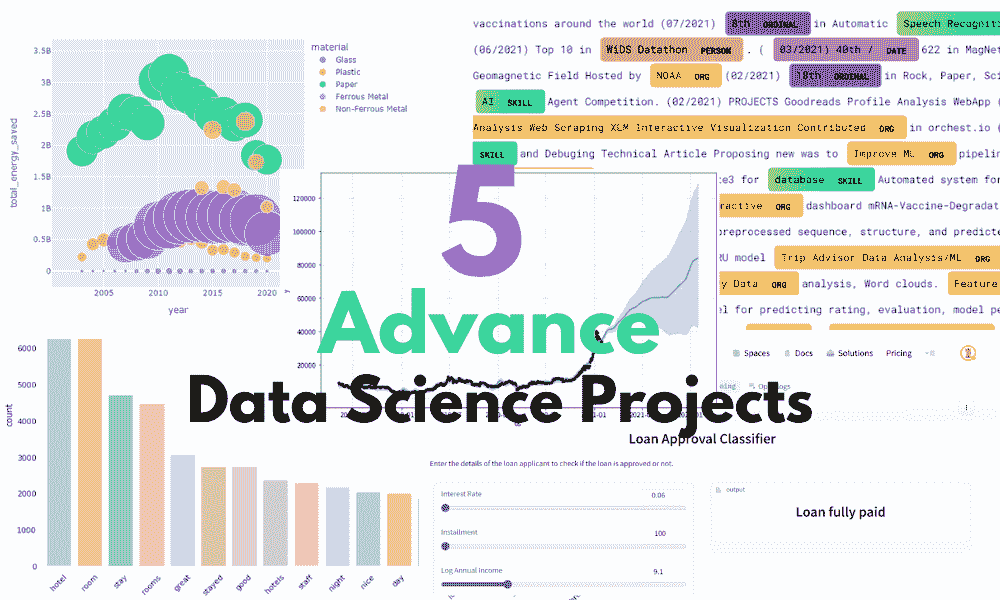 5
Advance
Data Science Projects
3.5B
3B
2.5B
2B
1.5B
1B
0.5B
0
total_energy_saved
2005 2010 2015 2020
year
material
Glass
Plastic
Paper
Ferrous Metal
Non-Ferrous Metal
vaccinations around the world (07/2021) 8th ORDINAL in Automatic Speech Recogniti
(06/2021) Top 10 in WiDS Datathon PERSON . ( 03/2021) 40th / DATE 622 in MagNet
Geomagnetic Field Hosted by NOAA ORG (02/2021) 18th ORDINAL in Rock, Paper, Sci
AI SKILL Agent Competition. (02/2021) PROJECTS Goodreads Profile Analysis WebApp (
Analysis Web Scraping XLM Interactive Visualization Contributed ORG in orchest.io (
SKILL and Debuging Technical Article Proposing new was to Improve ML ORG pipelin
te3 for database SKILL Automated system for
ractive ORG dashboard mRNA-Vaccine-Degradat
reprocessed sequence, structure, and predicte
RU model Trip Advisor Data Analysis/ML ORG
y Data ORG analysis, Word clouds. Feature
el for predicting rating, evaluation, model pe
120000
100000
80000
60000
40000
20000
Spaces Docs Solutions Pricing
6000
5000
4000
3000
2000
1000
0
count
hotel room stay rooms great stayed good hotels staff night nice day
Loan Approval Classifier
Enter the details of the loan applicant to check if the loan is approved or not.
Interest Rate 0.06
Installment 100
Log Annual Income 9.1
output
Loan fully paid